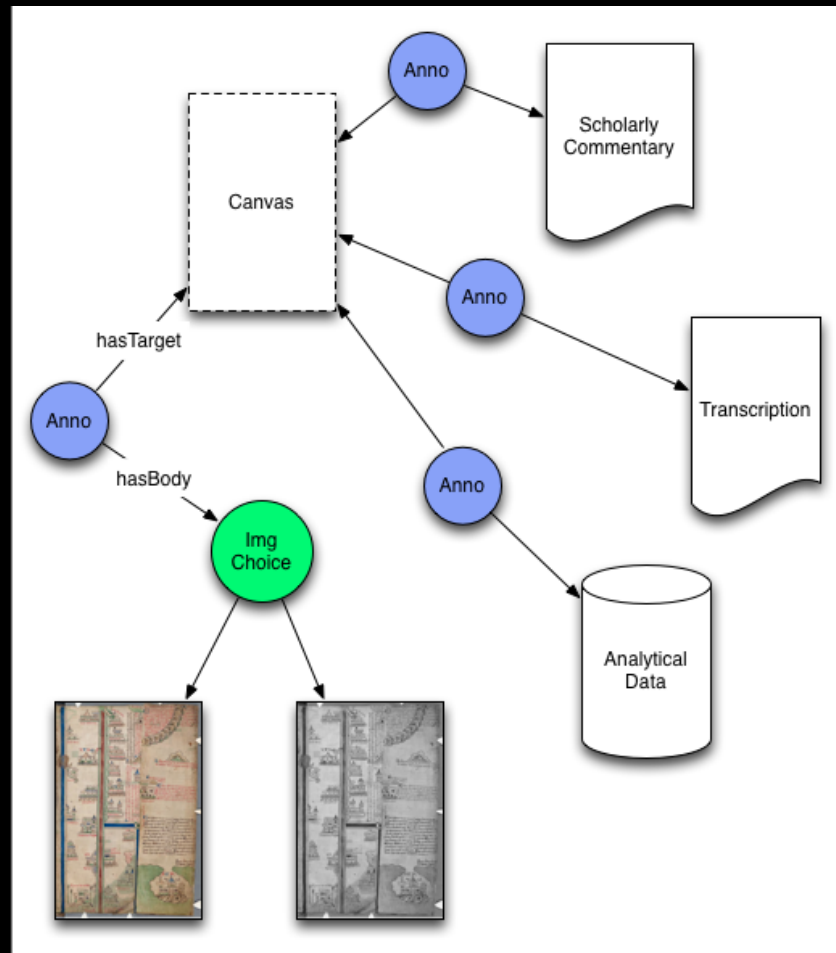 Anno
Scholarly
Commentary
Canvas
Anno
hasTarget
Anno
Transcription
hasBody
Anno
Img
Choice
Analytical
Data